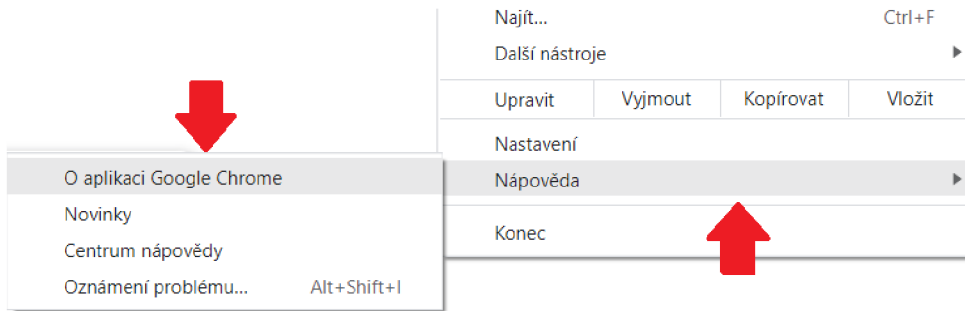 Najít... Ctrl+F
Další nástroje
Upravit Vyjmout Kopírovat Vložit
Nastavení
Nápověda
Konec
O aplikaci Google Chrome
Novinky
Centrum nápovědy
Oznámení problému... Alt+Shift+I